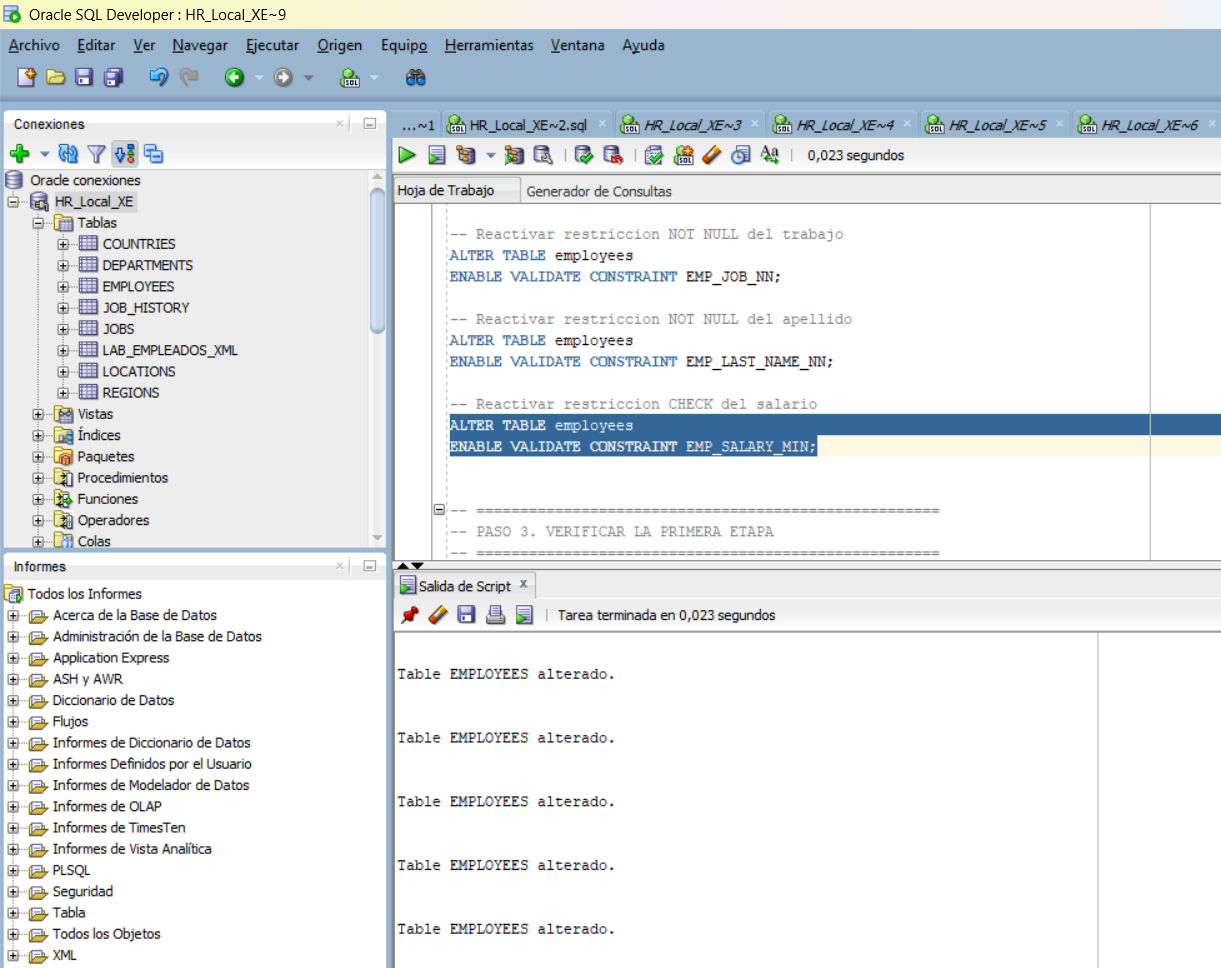 Oracle SQL Developer : HR_Local_XE~9
Archivo Editar Ver Navegar Ejecutar Origen Equipo Herramientas Ventana Ayuda
Conexiones
Oracle conexiones
HR_Local_XE
Tablas
COUNTRIES
DEPARTMENTS
EMPLOYEES
JOB_HISTORY
JOBS
LAB_EMPLEADOS_XML
LOCATIONS
REGIONS
Vistas
Índices
Paquetes
Procedimientos
Funciones
Operadores
Colas
Informes
Todos los Informes
Acerca de la Base de Datos
Administración de la Base de Datos
Application Express
ASH y AWR
Diccionario de Datos
Flujos
Informes de Diccionario de Datos
Informes Definidos por el Usuario
Informes de Modelador de Datos
Informes de OLAP
Informes de TimesTen
Informes de Vista Analítica
PLSQL
Seguridad
Tabla
Todos los Objetos
XML
...~1 HR_Local_XE~2.sql HR_Local_XE~3 HR_Local_XE~4 HR_Local_XE~5 HR_Local_XE~6
0,023 segundos
Hoja de Trabajo Generador de Consultas
-- Reactivar restriccion NOT NULL del trabajo
ALTER TABLE employees
ENABLE VALIDATE CONSTRAINT EMP_JOB_NN;
-- Reactivar restriccion NOT NULL del apellido
ALTER TABLE employees
ENABLE VALIDATE CONSTRAINT EMP_LAST_NAME_NN;
-- Reactivar restriccion CHECK del salario
ALTER TABLE employees
ENABLE VALIDATE CONSTRAINT EMP_SALARY_MIN;
-- =====================================================
-- PASO 3. VERIFICAR LA PRIMERA ETAPA
-- =====================================================
Salida de Script
Tarea terminada en 0,023 segundos
Table EMPLOYEES alterado.
Table EMPLOYEES alterado.
Table EMPLOYEES alterado.
Table EMPLOYEES alterado.
Table EMPLOYEES alterado.